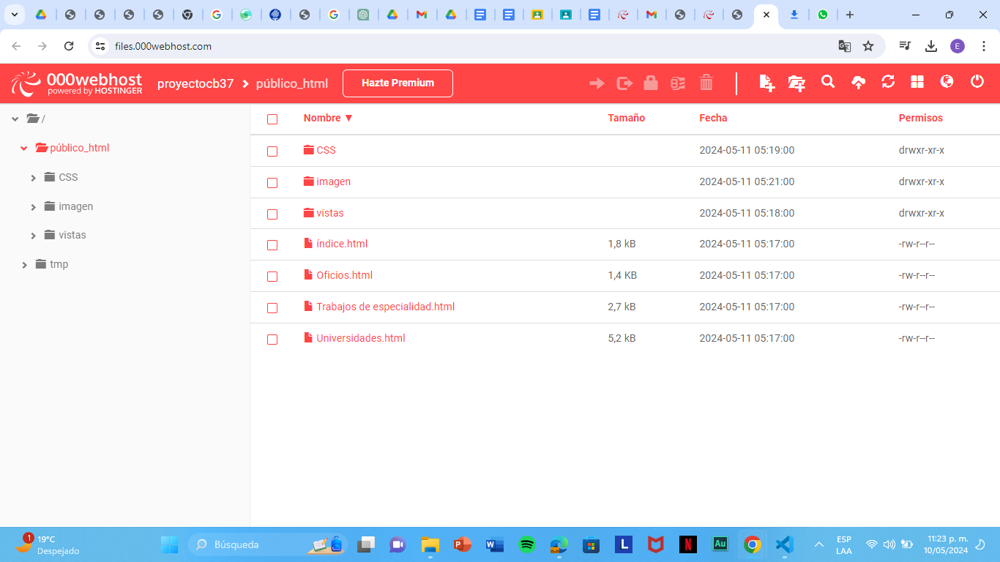 files.000webhost.com
E
000webhost
powered by HOSTINGER
proyectocb37 > público_html
Hazte Premium
/
público_html
CSS
imagen
vistas
tmp
Nombre ▼ Tamaño Fecha Permisos
CSS 2024-05-11 05:19:00 drwxr-xr-x
imagen 2024-05-11 05:21:00 drwxr-xr-x
vistas 2024-05-11 05:18:00 drwxr-xr-x
índice.html 1,8 kB 2024-05-11 05:17:00 -rw-r--r--
Oficios.html 1,4 KB 2024-05-11 05:17:00 -rw-r--r--
Trabajos de especialidad.html 2,7 kB 2024-05-11 05:17:00 -rw-r--r--
Universidades.html 5,2 kB 2024-05-11 05:17:00 -rw-r--r--
1
19°C
Despejado
Búsqueda
L
N
Au
ESP
LAA
11:23 p. m.
10/05/2024